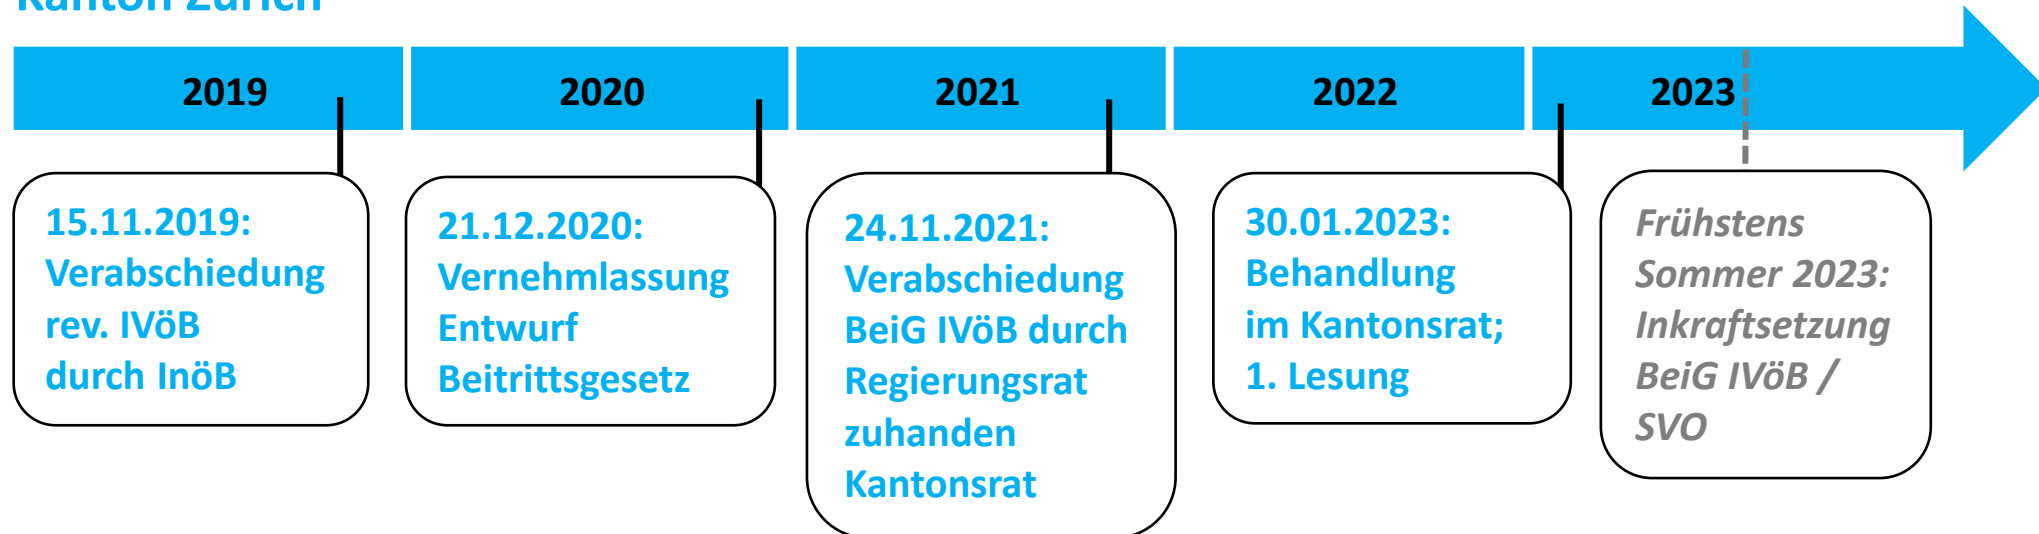 Kanton Zürich
2019
2020
2021
2022
2023
15.11.2019:
Verabschiedung
rev. IVöB
durch InöB
21.12.2020:
Vernehmlassung
Entwurf
Beitrittsgesetz
24.11.2021:
Verabschiedung
BeiG IVöB durch
Regierungsrat
zuhanden
Kantonsrat
30.01.2023:
Behandlung
im Kantonsrat;
1. Lesung
Frühstens
Sommer 2023:
Inkraftsetzung
BeiG IVöB /
SVO